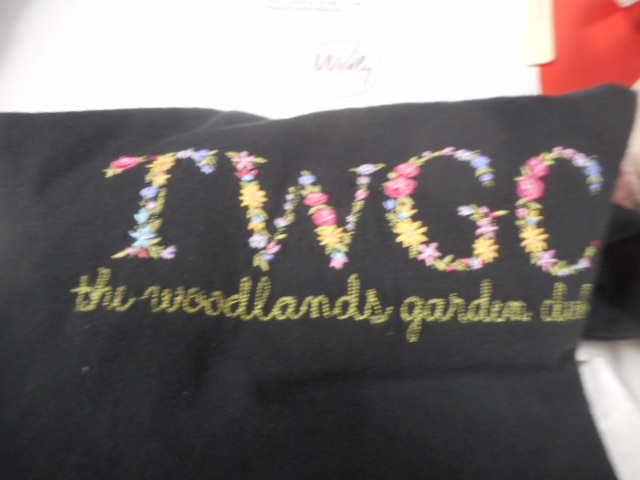 TWGC
the woodlands garden club